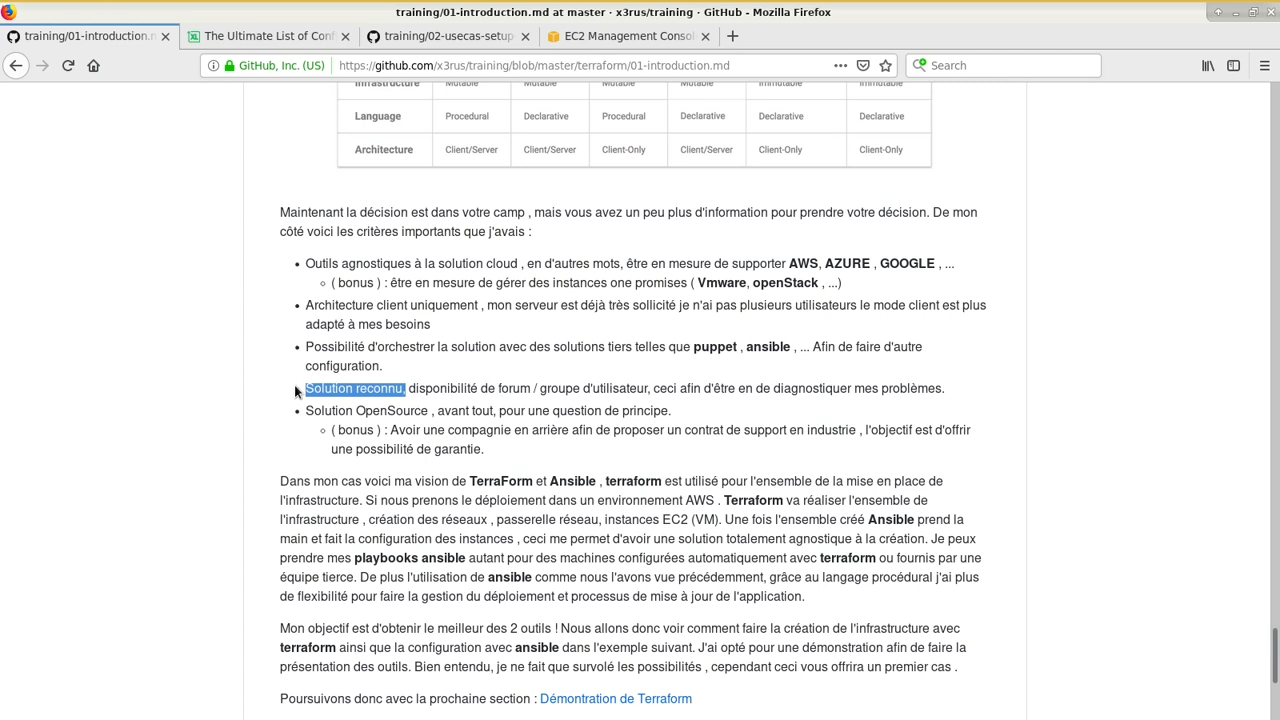 training/01-introduction.md at master · x3rus/training · GitHub - Mozilla Firefox
training/01-introduction.m
The Ultimate List of Conf
training/02-usecas-setup
EC2 Management Consol
GitHub, Inc. (US)
https://github.com/x3rus/training/blob/master/terraform/01-introduction.md
Search
Infrastructure Mutable Mutable Mutable Mutable Immutable Immutable
Language Procedural Declarative Procedural Declarative Declarative Declarative
Architecture Client/Server Client/Server Client-Only Client/Server Client-Only Client-Only
Maintenant la décision est dans votre camp , mais vous avez un peu plus d'information pour prendre votre décision. De mon
côté voici les critères importants que j'avais :
• Outils agnostiques à la solution cloud , en d'autres mots, être en mesure de supporter AWS, AZURE , GOOGLE , ...
◦ ( bonus ) : être en mesure de gérer des instances one promises ( Vmware, openStack , ...)
• Architecture client uniquement , mon serveur est déjà très sollicité je n'ai pas plusieurs utilisateurs le mode client est plus
adapté à mes besoins
• Possibilité d'orchestrer la solution avec des solutions tiers telles que puppet , ansible , ... Afin de faire d'autre
configuration.
• Solution reconnu, disponibilité de forum / groupe d'utilisateur, ceci afin d'être en de diagnostiquer mes problèmes.
• Solution OpenSource , avant tout, pour une question de principe.
◦ ( bonus ) : Avoir une compagnie en arrière afin de proposer un contrat de support en industrie , l'objectif est d'offrir
une possibilité de garantie.
Dans mon cas voici ma vision de TerraForm et Ansible , terraform est utilisé pour l'ensemble de la mise en place de
l'infrastructure. Si nous prenons le déploiement dans un environnement AWS . Terraform va réaliser l'ensemble de
l'infrastructure , création des réseaux , passerelle réseau, instances EC2 (VM). Une fois l'ensemble créé Ansible prend la
main et fait la configuration des instances , ceci me permet d'avoir une solution totalement agnostique à la création. Je peux
prendre mes playbooks ansible autant pour des machines configurées automatiquement avec terraform ou fournis par une
équipe tierce. De plus l'utilisation de ansible comme nous l'avons vue précédemment, grâce au langage procédural j'ai plus
de flexibilité pour faire la gestion du déploiement et processus de mise à jour de l'application.
Mon objectif est d'obtenir le meilleur des 2 outils ! Nous allons donc voir comment faire la création de l'infrastructure avec
terraform ainsi que la configuration avec ansible dans l'exemple suivant. J'ai opté pour une démonstration afin de faire la
présentation des outils. Bien entendu, je ne fait que survolé les possibilités , cependant ceci vous offrira un premier cas .
Poursuivons donc avec la prochaine section : Démontration de Terraform